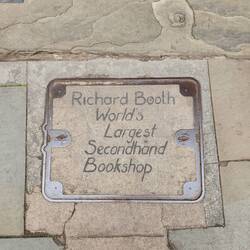 Richard Booth
World's
Largest
Secondhand
Bookshop